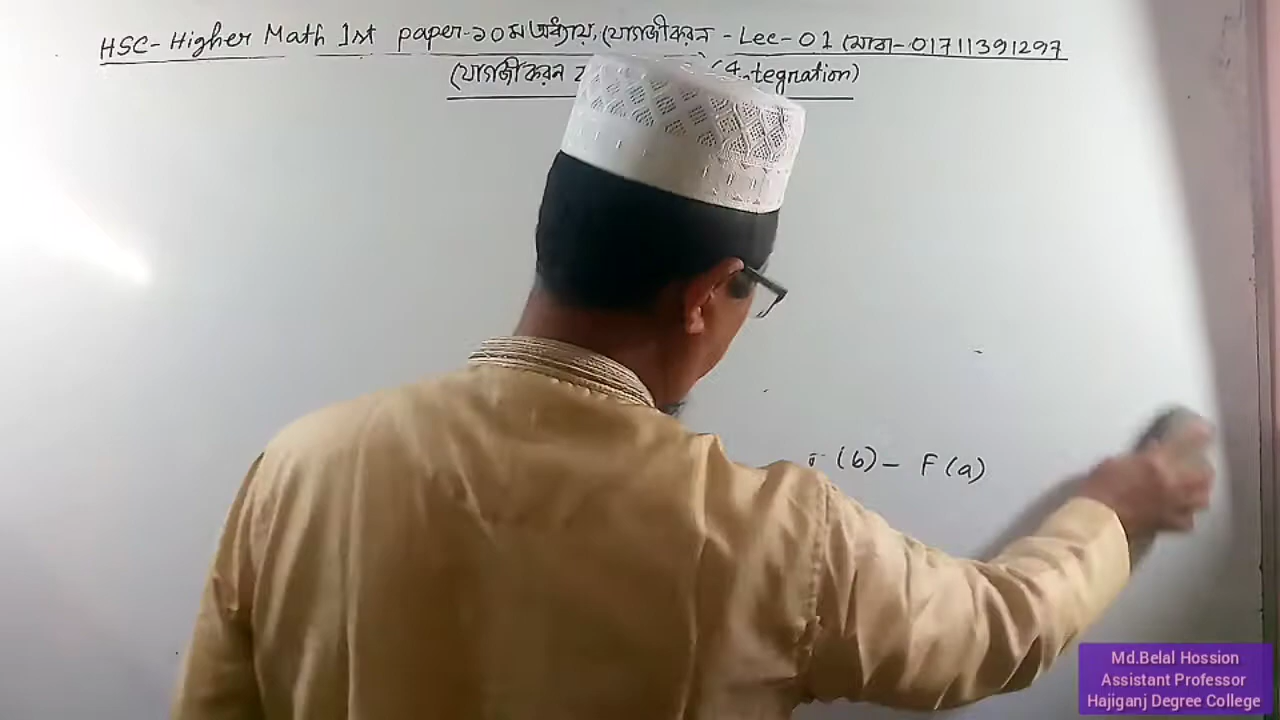 HSC- Higher Math 1st paper-১০ম অধ্যায়, যোগজীকরন - Lec-01 মোবা-01711391297
যোগজীকরন (Integration)
(b) - F(a)
Md.Belal Hossion
Assistant Professor
Hajiganj Degree College